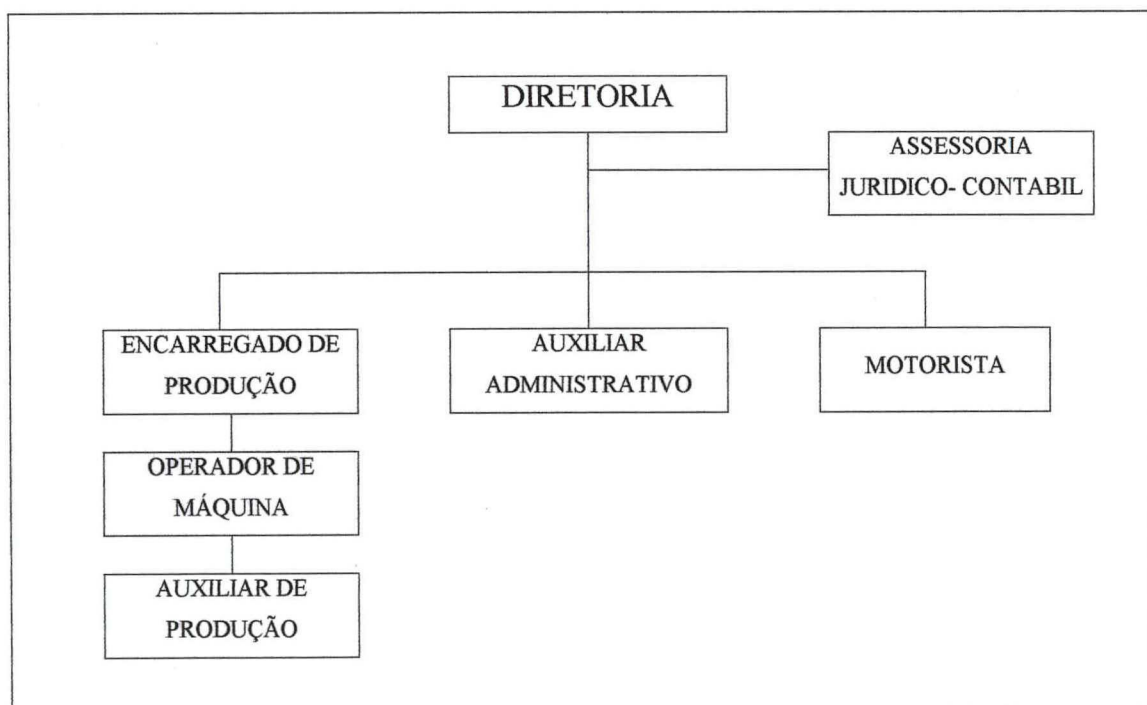 DIRETORIA
ASSESSORIA
JURIDICO- CONTABIL
ENCARREGADO DE
PRODUÇÃO
AUXILIAR
ADMINISTRATIVO
MOTORISTA
OPERADOR DE
MÁQUINA
AUXILIAR DE
PRODUÇÃO